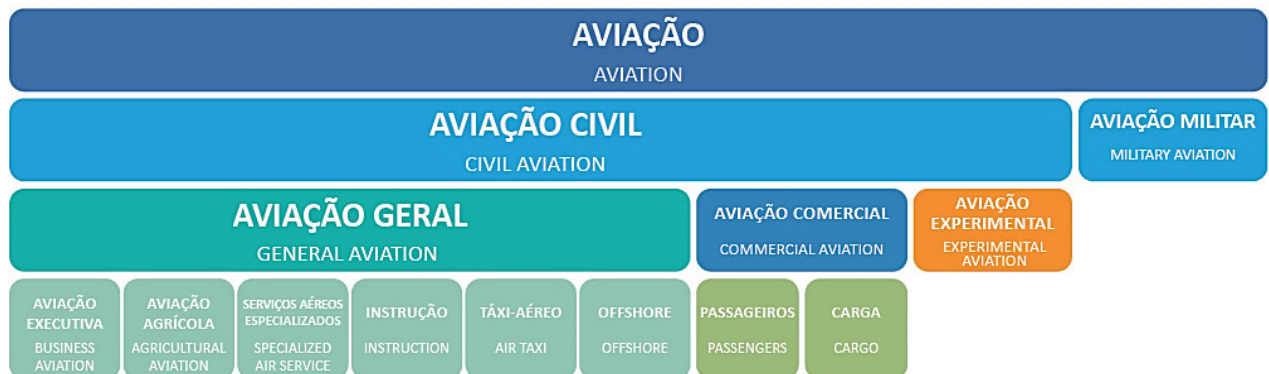 AVIAÇÃO
AVIATION
AVIAÇÃO CIVIL
CIVIL AVIATION
AVIAÇÃO MILITAR
MILITARY AVIATION
AVIAÇÃO GERAL
GENERAL AVIATION
AVIAÇÃO COMERCIAL
COMMERCIAL AVIATION
AVIAÇÃO
EXPERIMENTAL
EXPERIMENTAL
AVIATION
AVIAÇÃO
EXECUTIVA
BUSINESS
AVIATION
AVIAÇÃO
AGRÍCOLA
AGRICULTURAL
AVIATION
SERVIÇOS AÉREOS
ESPECIALIZADOS
SPECIALIZED
AIR SERVICE
INSTRUÇÃO
INSTRUCTION
TÁXI-AÉREO
AIR TAXI
OFFSHORE
OFFSHORE
PASSAGEIROS
PASSENGERS
CARGA
CARGO